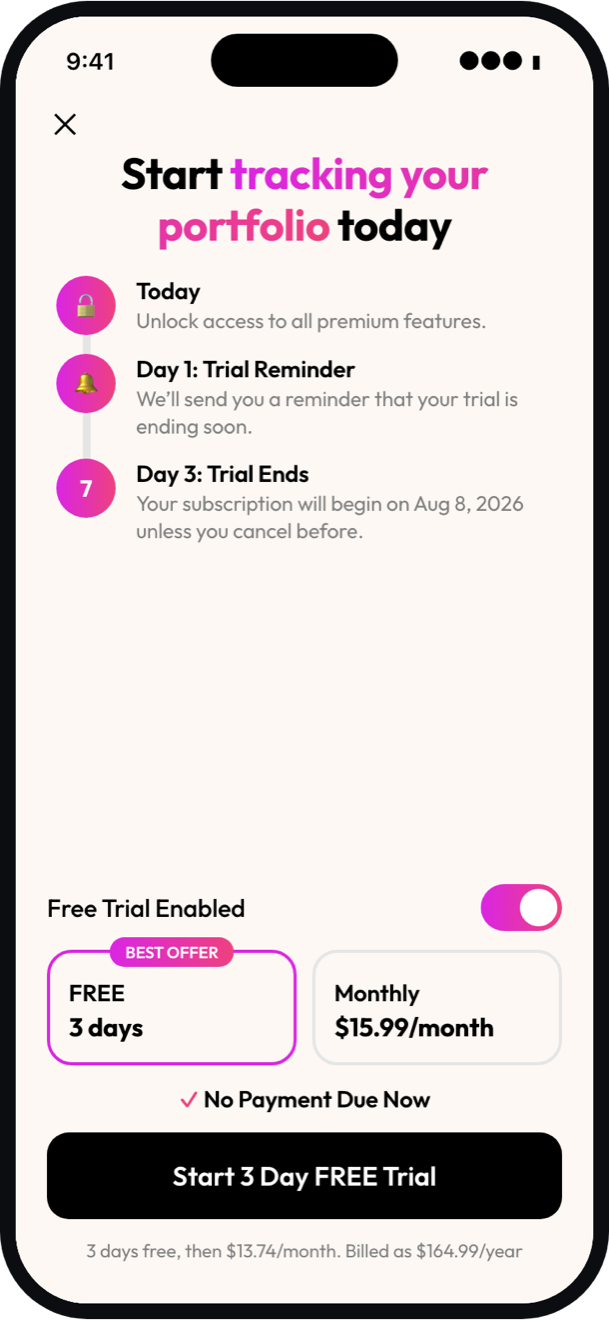 9:41
Start tracking your
portfolio today
Today
Unlock access to all premium features.
Day 1: Trial Reminder
We’ll send you a reminder that your trial is
ending soon.
7
Day 3: Trial Ends
Your subscription will begin on Aug 8, 2026
unless you cancel before.
Free Trial Enabled
BEST OFFER
FREE
3 days
Monthly
$15.99/month
No Payment Due Now
Start 3 Day FREE Trial
3 days free, then $13.74/month. Billed as $164.99/year